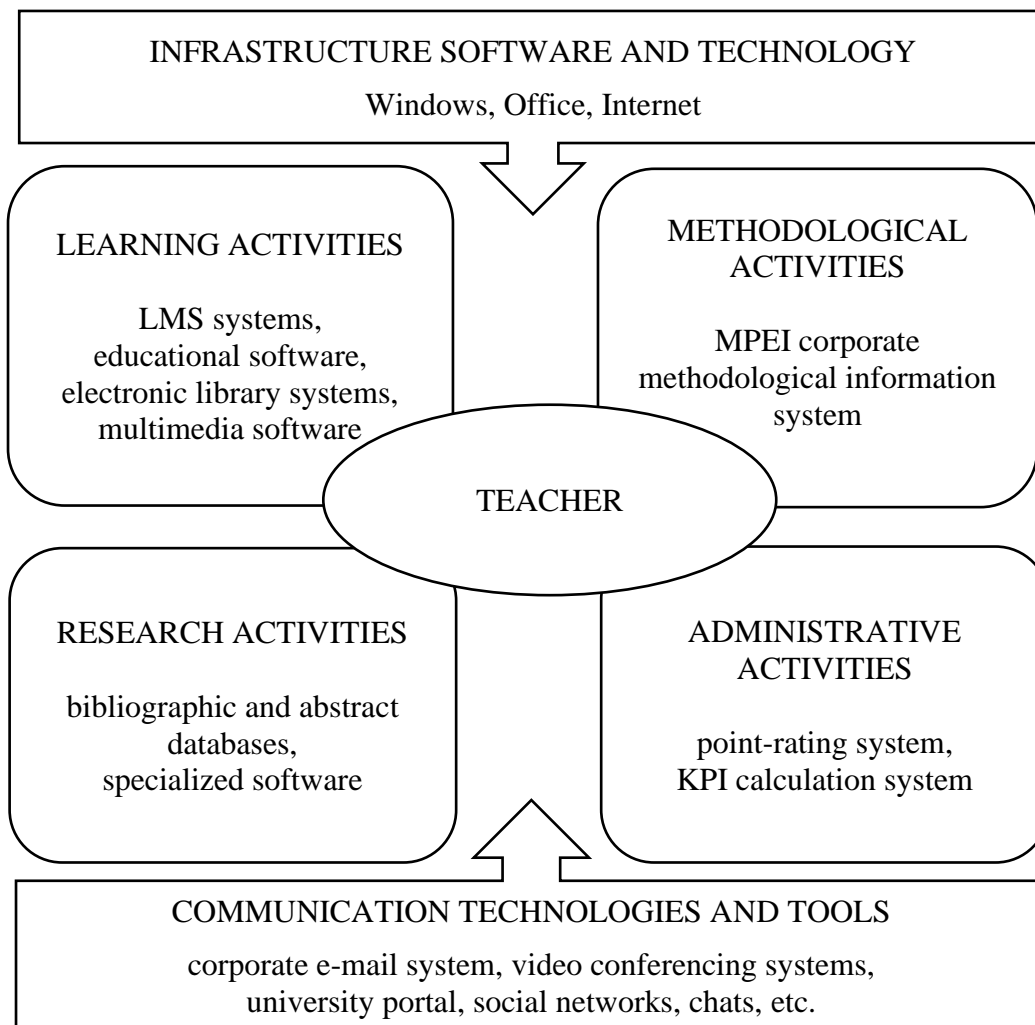 INFRASTRUCTURE SOFTWARE AND TECHNOLOGY
Windows, Office, Internet
LEARNING ACTIVITIES
LMS systems,
educational software,
electronic library systems,
multimedia software
METHODOLOGICAL
ACTIVITIES
MPEI corporate
methodological information
system
TEACHER
RESEARCH ACTIVITIES
bibliographic and abstract
databases,
specialized software
ADMINISTRATIVE
ACTIVITIES
point-rating system,
KPI calculation system
COMMUNICATION TECHNOLOGIES AND TOOLS
corporate e-mail system, video conferencing systems,
university portal, social networks, chats, etc.